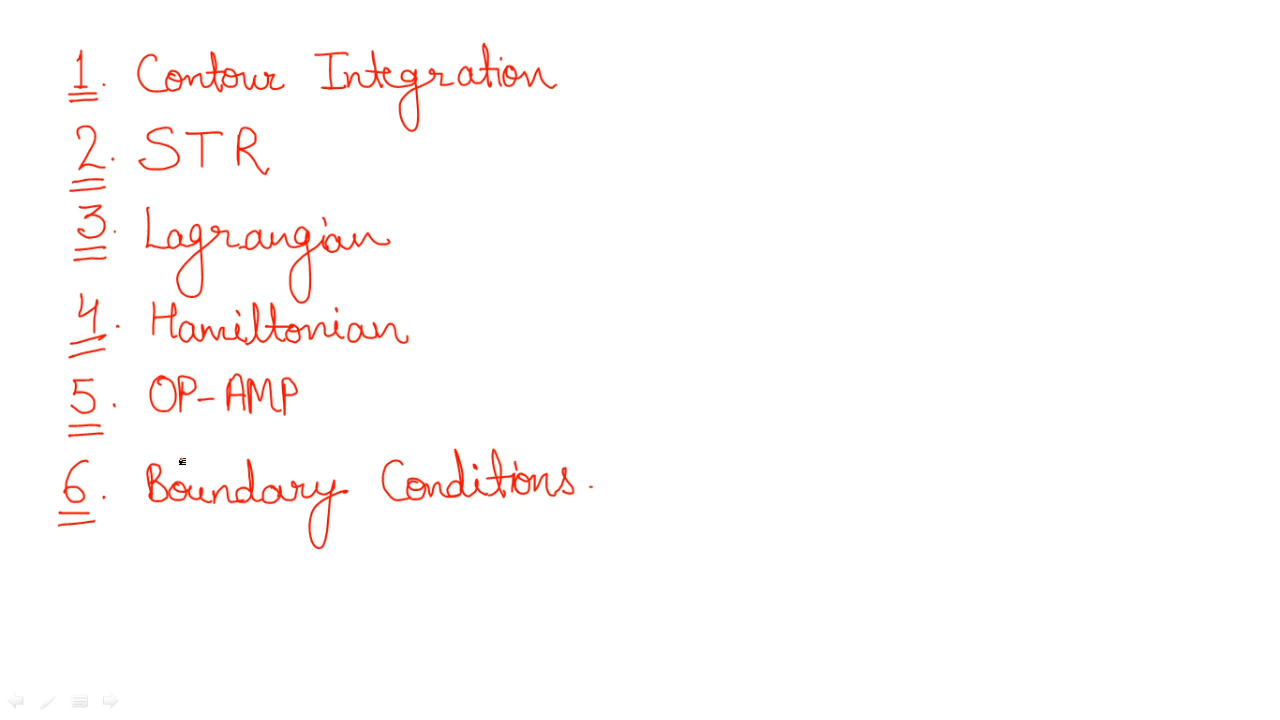 1. Contour Integration
2. STR
3. Lagrangian
4. Hamiltonian
5. OP-AMP
6. Boundary Conditions.